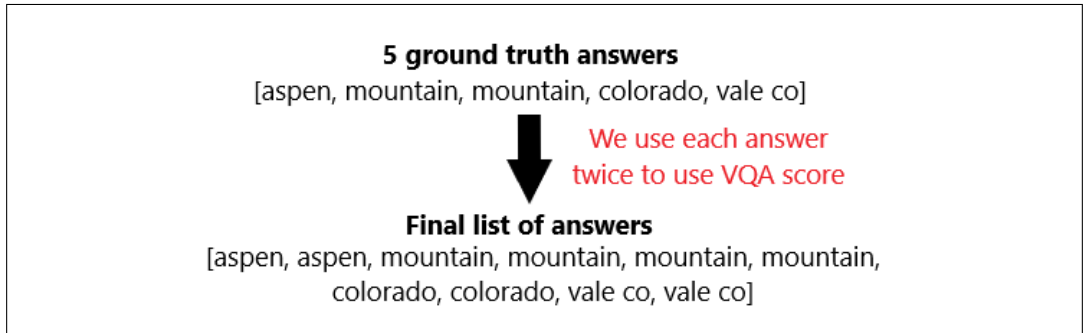 5 ground truth answers
[aspen, mountain, mountain, colorado, vale co]
We use each answer
twice to use VQA score
Final list of answers
[aspen, aspen, mountain, mountain, mountain, mountain,
colorado, colorado, vale co, vale co]